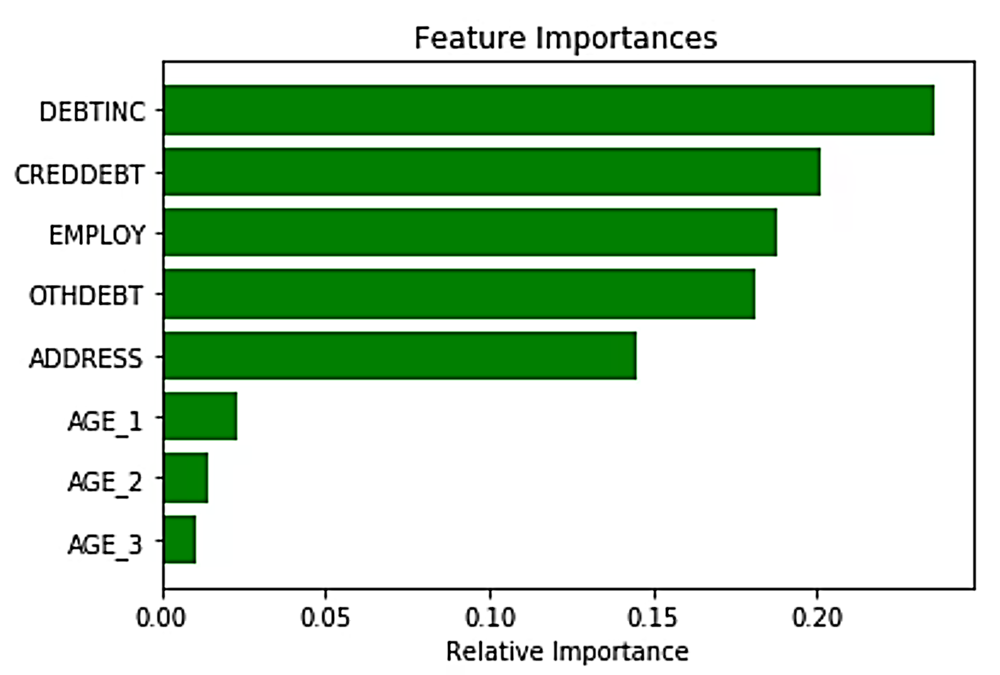 Feature Importances
DEBTINC
CREDDEBT
EMPLOY
OTHDEBT
ADDRESS
AGE_1
AGE_2
AGE_3
0.00 0.05 0.10 0.15 0.20
Relative Importance